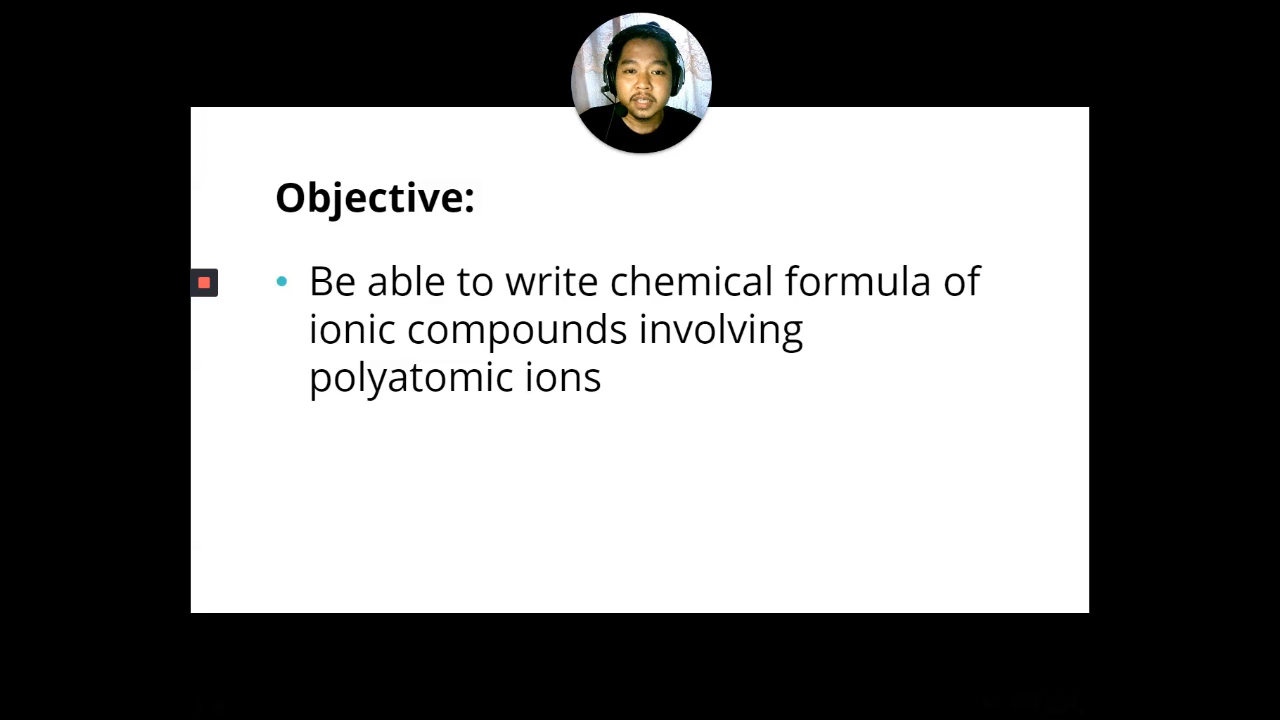 Objective:
• Be able to write chemical formula of
ionic compounds involving
polyatomic ions